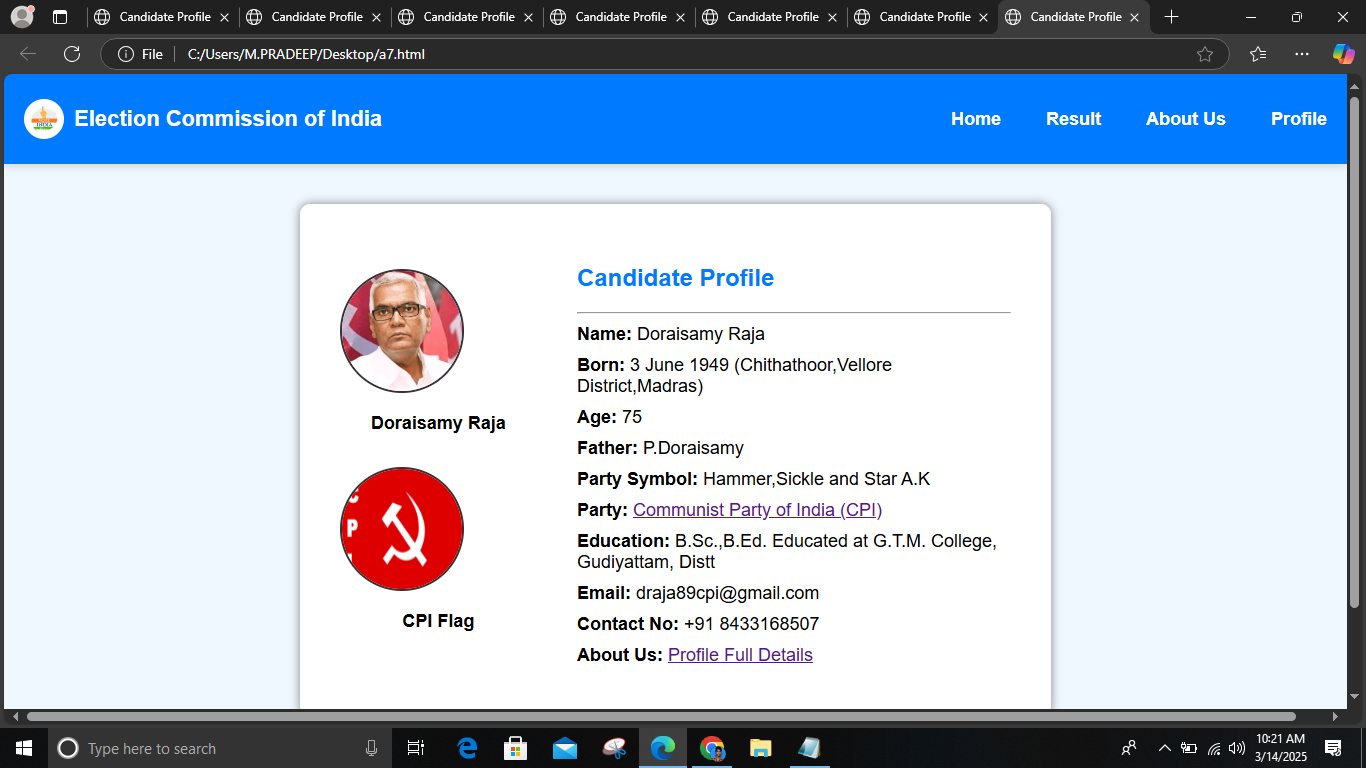 Candidate Profile
Candidate Profile
Candidate Profile
Candidate Profile
Candidate Profile
Candidate Profile
Candidate Profile
File
C:/Users/M.PRADEEP/Desktop/a7.html
INDIA
Election Commission of India
Home
Result
About Us
Profile
Doraisamy Raja
C
P
CPI Flag
Candidate Profile
Name: Doraisamy Raja
Born: 3 June 1949 (Chithathoor,Vellore
District,Madras)
Age: 75
Father: P.Doraisamy
Party Symbol: Hammer,Sickle and Star A.K
Party: Communist Party of India (CPI)
Education: B.Sc.,B.Ed. Educated at G.T.M. College,
Gudiyattam, Distt
Email: draja89cpi@gmail.com
Contact No: +91 8433168507
About Us: Profile Full Details
Type here to search
10:21 AM
3/14/2025